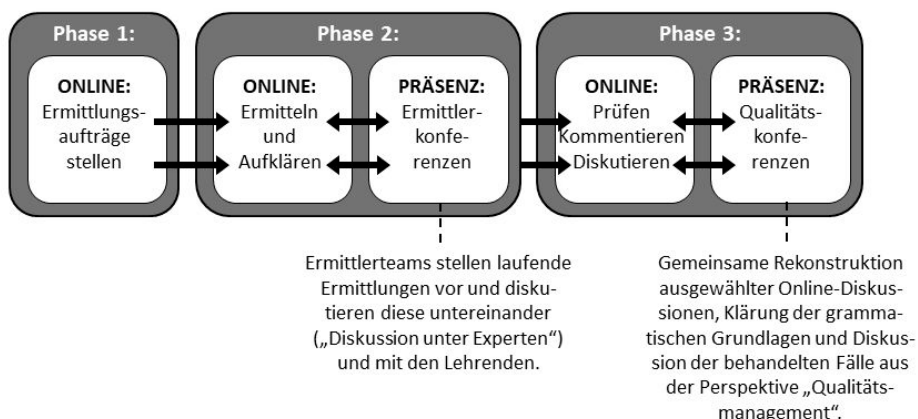 Phase 1:
ONLINE:
Ermittlungs-
aufträge
stellen
Phase 2:
ONLINE:
Ermitteln
und
Aufklären
PRÄSENZ:
Ermittler-
konfe-
renzen
Phase 3:
ONLINE:
Prüfen
Kommentieren
Diskutieren
PRÄSENZ:
Qualitäts-
konfe-
renzen
Ermittlerteams stellen laufende
Ermittlungen vor und disku-
tieren diese untereinander
(„Diskussion unter Experten“)
und mit den Lehrenden.
Gemeinsame Rekonstruktion
ausgewählter Online-Diskus-
sionen, Klärung der gramma-
tischen Grundlagen und Diskus-
sion der behandelten Fälle aus
der Perspektive „Qualitäts-
management“.